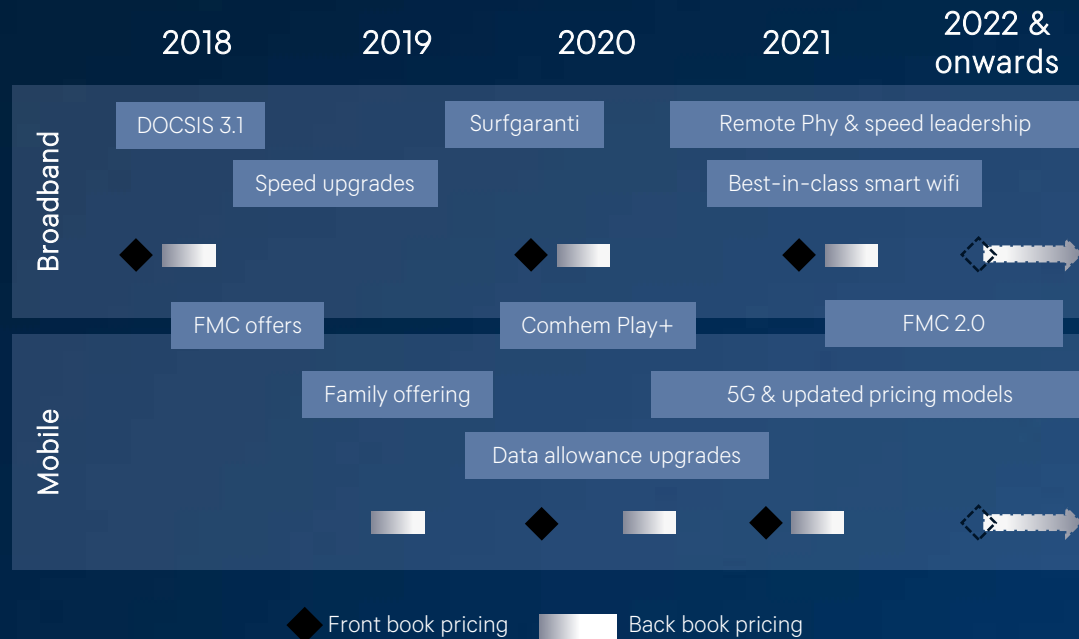 2018
2019
2020
2021
2022 &
onwards
Broadband
DOCSIS 3.1
Surfgaranti
Remote Phy & speed leadership
Speed upgrades
Best-in-class smart wifi
FMC offers
Comhem Play+
FMC 2.0
Mobile
Family offering
5G & updated pricing models
Data allowance upgrades
Front book pricing
Back book pricing